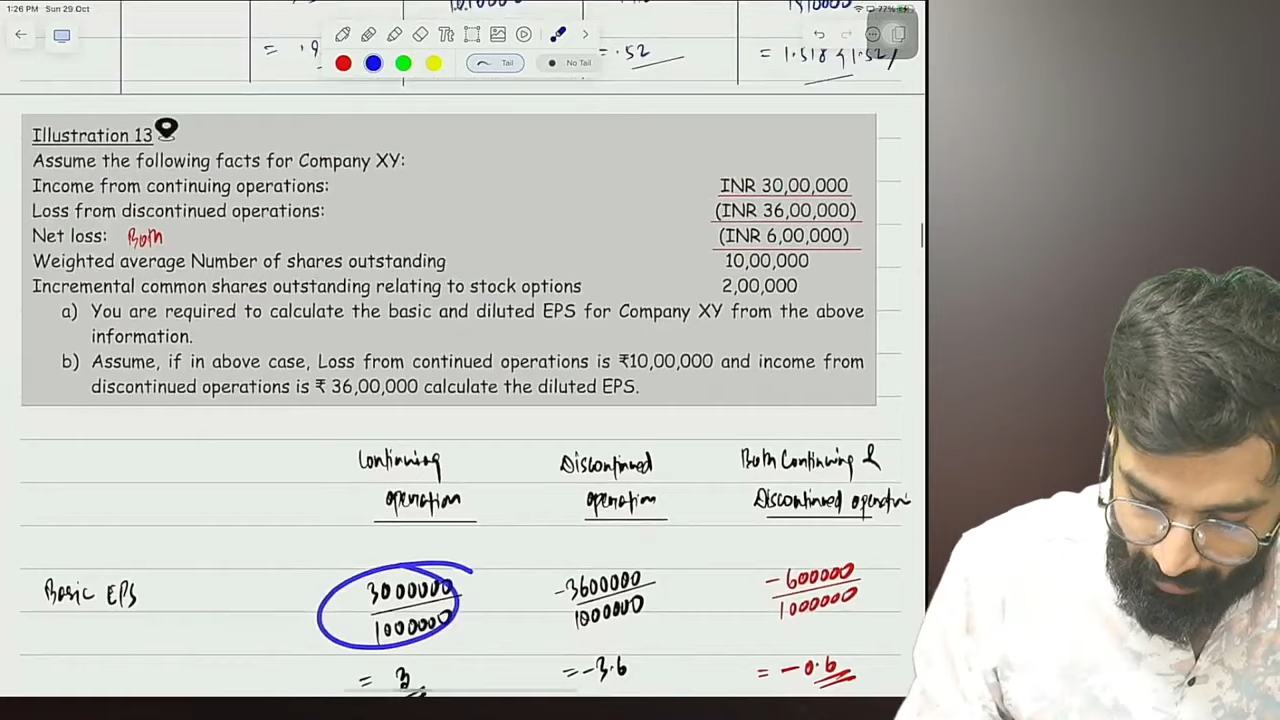 1:26 PM Sun 29 Oct
77%
= .9
= .52
Tail
No Tail
Illustration 13
Assume the following facts for Company XY:
Income from continuing operations: INR 30,00,000
Loss from discontinued operations: (INR 36,00,000)
Net loss: Both (INR 6,00,000)
Weighted average Number of shares outstanding 10,00,000
Incremental common shares outstanding relating to stock options 2,00,000
a) You are required to calculate the basic and diluted EPS for Company XY from the above
information.
b) Assume, if in above case, Loss from continued operations is ₹10,00,000 and income from
discontinued operations is ₹ 36,00,000 calculate the diluted EPS.
Continuing Discontinued Both Continuing &
operation operation Discontinued operation
Basic EPS 3000000 -3600000 -600000
1000000 1000000 1000000
= 3 = -3.6 = -0.6